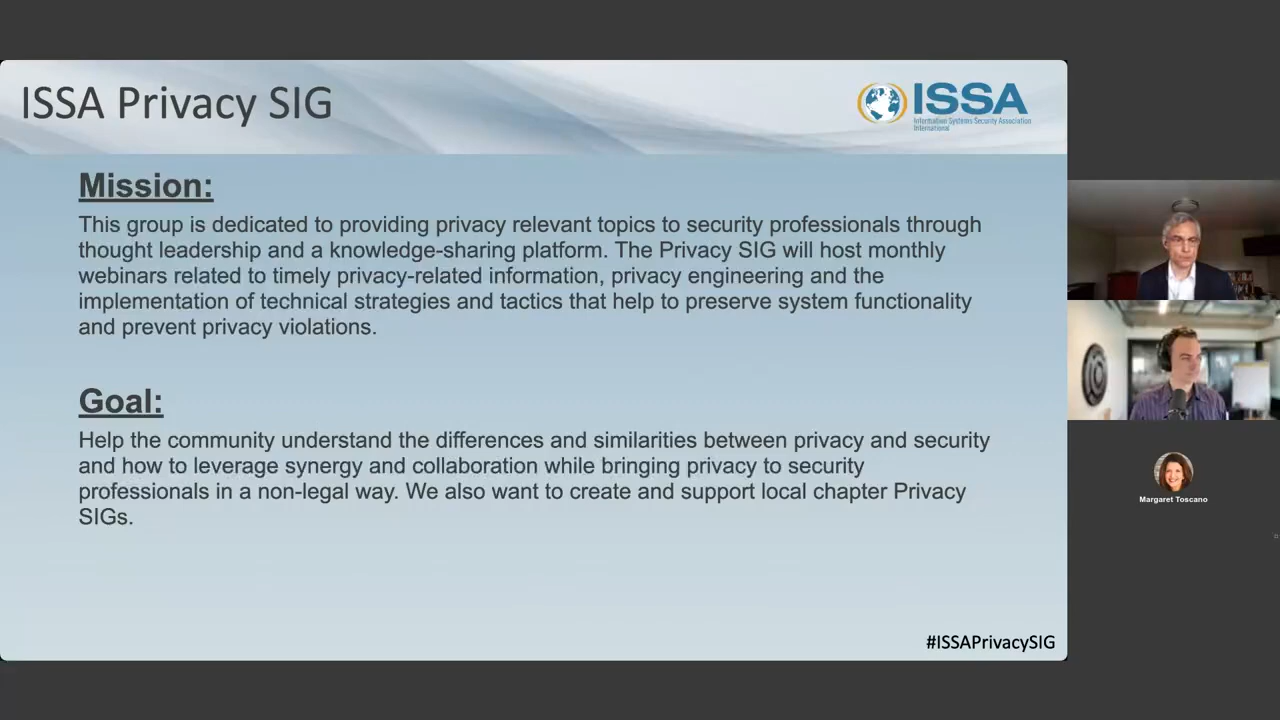 ISSA Privacy SIG
ISSA
Information Systems Security Association
International
Mission:
This group is dedicated to providing privacy relevant topics to security professionals through
thought leadership and a knowledge-sharing platform. The Privacy SIG will host monthly
webinars related to timely privacy-related information, privacy engineering and the
implementation of technical strategies and tactics that help to preserve system functionality
and prevent privacy violations.
Goal:
Help the community understand the differences and similarities between privacy and security
and how to leverage synergy and collaboration while bringing privacy to security
professionals in a non-legal way. We also want to create and support local chapter Privacy
SIGs.
#ISSAPrivacySIG
Margaret Toscano